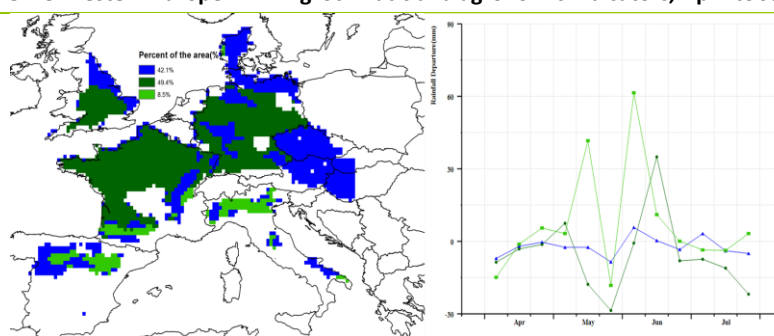 Percent of the area(%)
42.1%
49.4%
8.5%
Rainfall Departure(mm)
90
60
30
0
-30
Apr
May
Jun
Jul